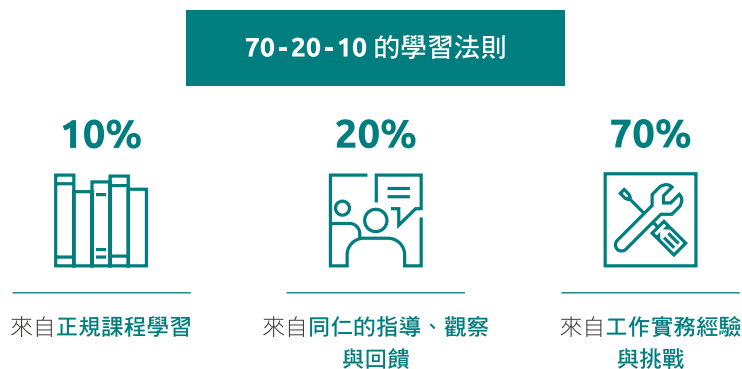 70-20-10 的學習法則
10%
20%
70%
來自正規課程學習
來自同仁的指導、觀察
與回饋
來自工作實務經驗
與挑戰